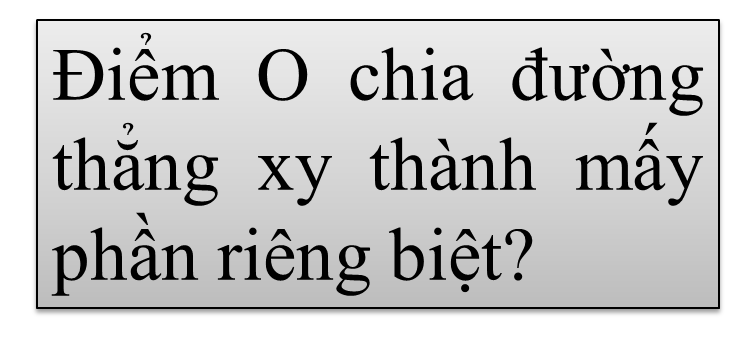 Điểm O chia đường
thẳng xy thành mấy
phần riêng biệt?